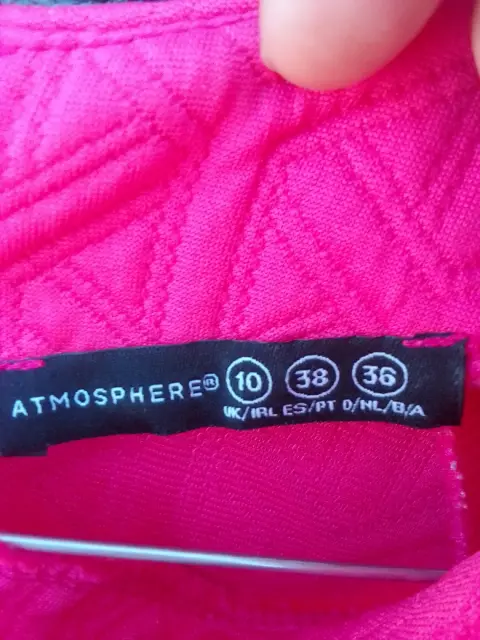 ATMOSPHERE® 10 38 36
UK/IRL ES/PT D/NL/B/A